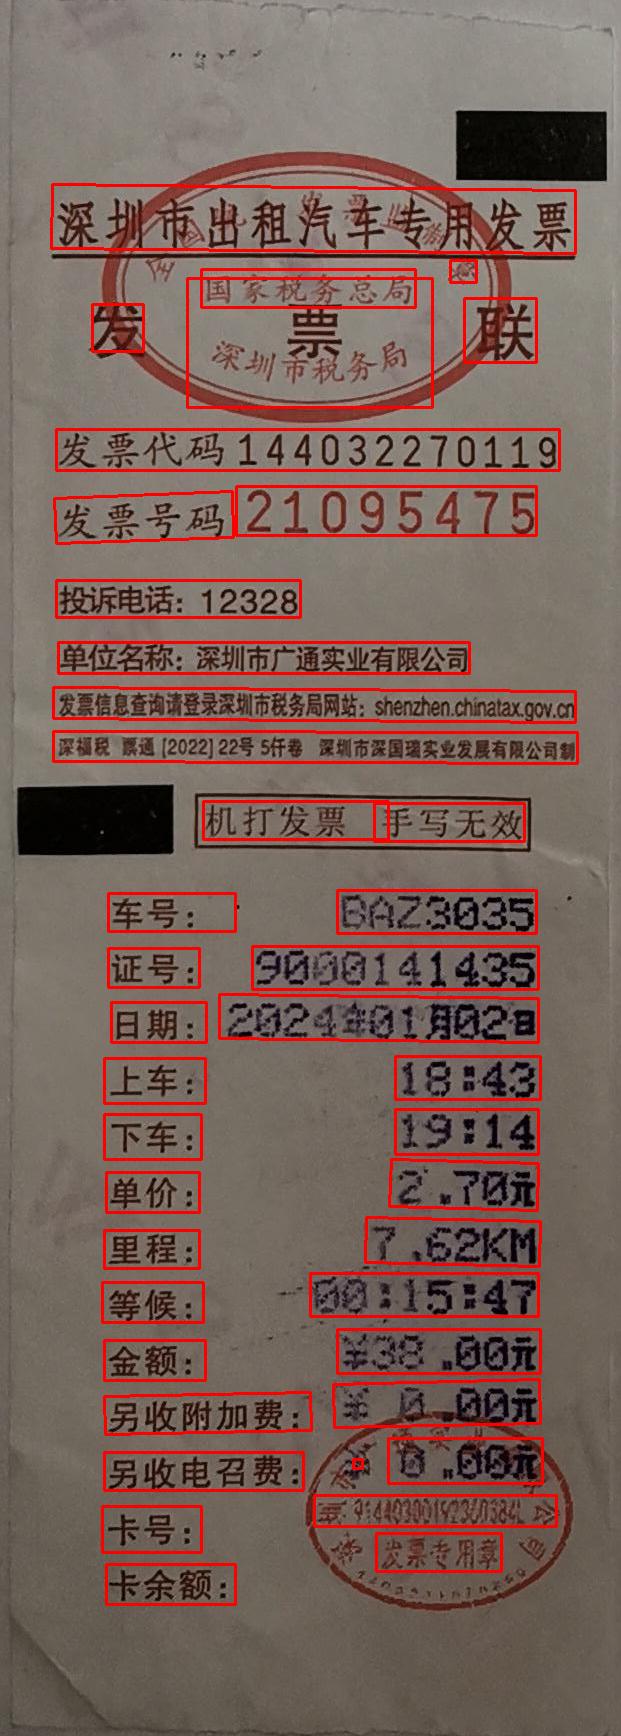 深圳市出租汽车专用发票
国家税务总局
发 票 联
深圳市税务局
发票代码 144032270119
发票号码 21095475
投诉电话: 12328
单位名称: 深圳市广通实业有限公司
发票信息查询请登录深圳市税务局网站: shenzhen.chinatax.gov.cn
深福税 票通 [2022] 22号 5仟卷 深圳市深国瑞实业发展有限公司制
机打发票 手写无效
车号: BAZ3035
证号: 9000141435
日期: 2024年01月02日
上车: 18:43
下车: 19:14
单价: 2.70元
里程: 7.62KM
等候: 00:15:47
金额: ¥38.00元
另收附加费: ¥ 0.00元
另收电召费: ¥ 0.00元
卡号:
发票专用章
卡余额: